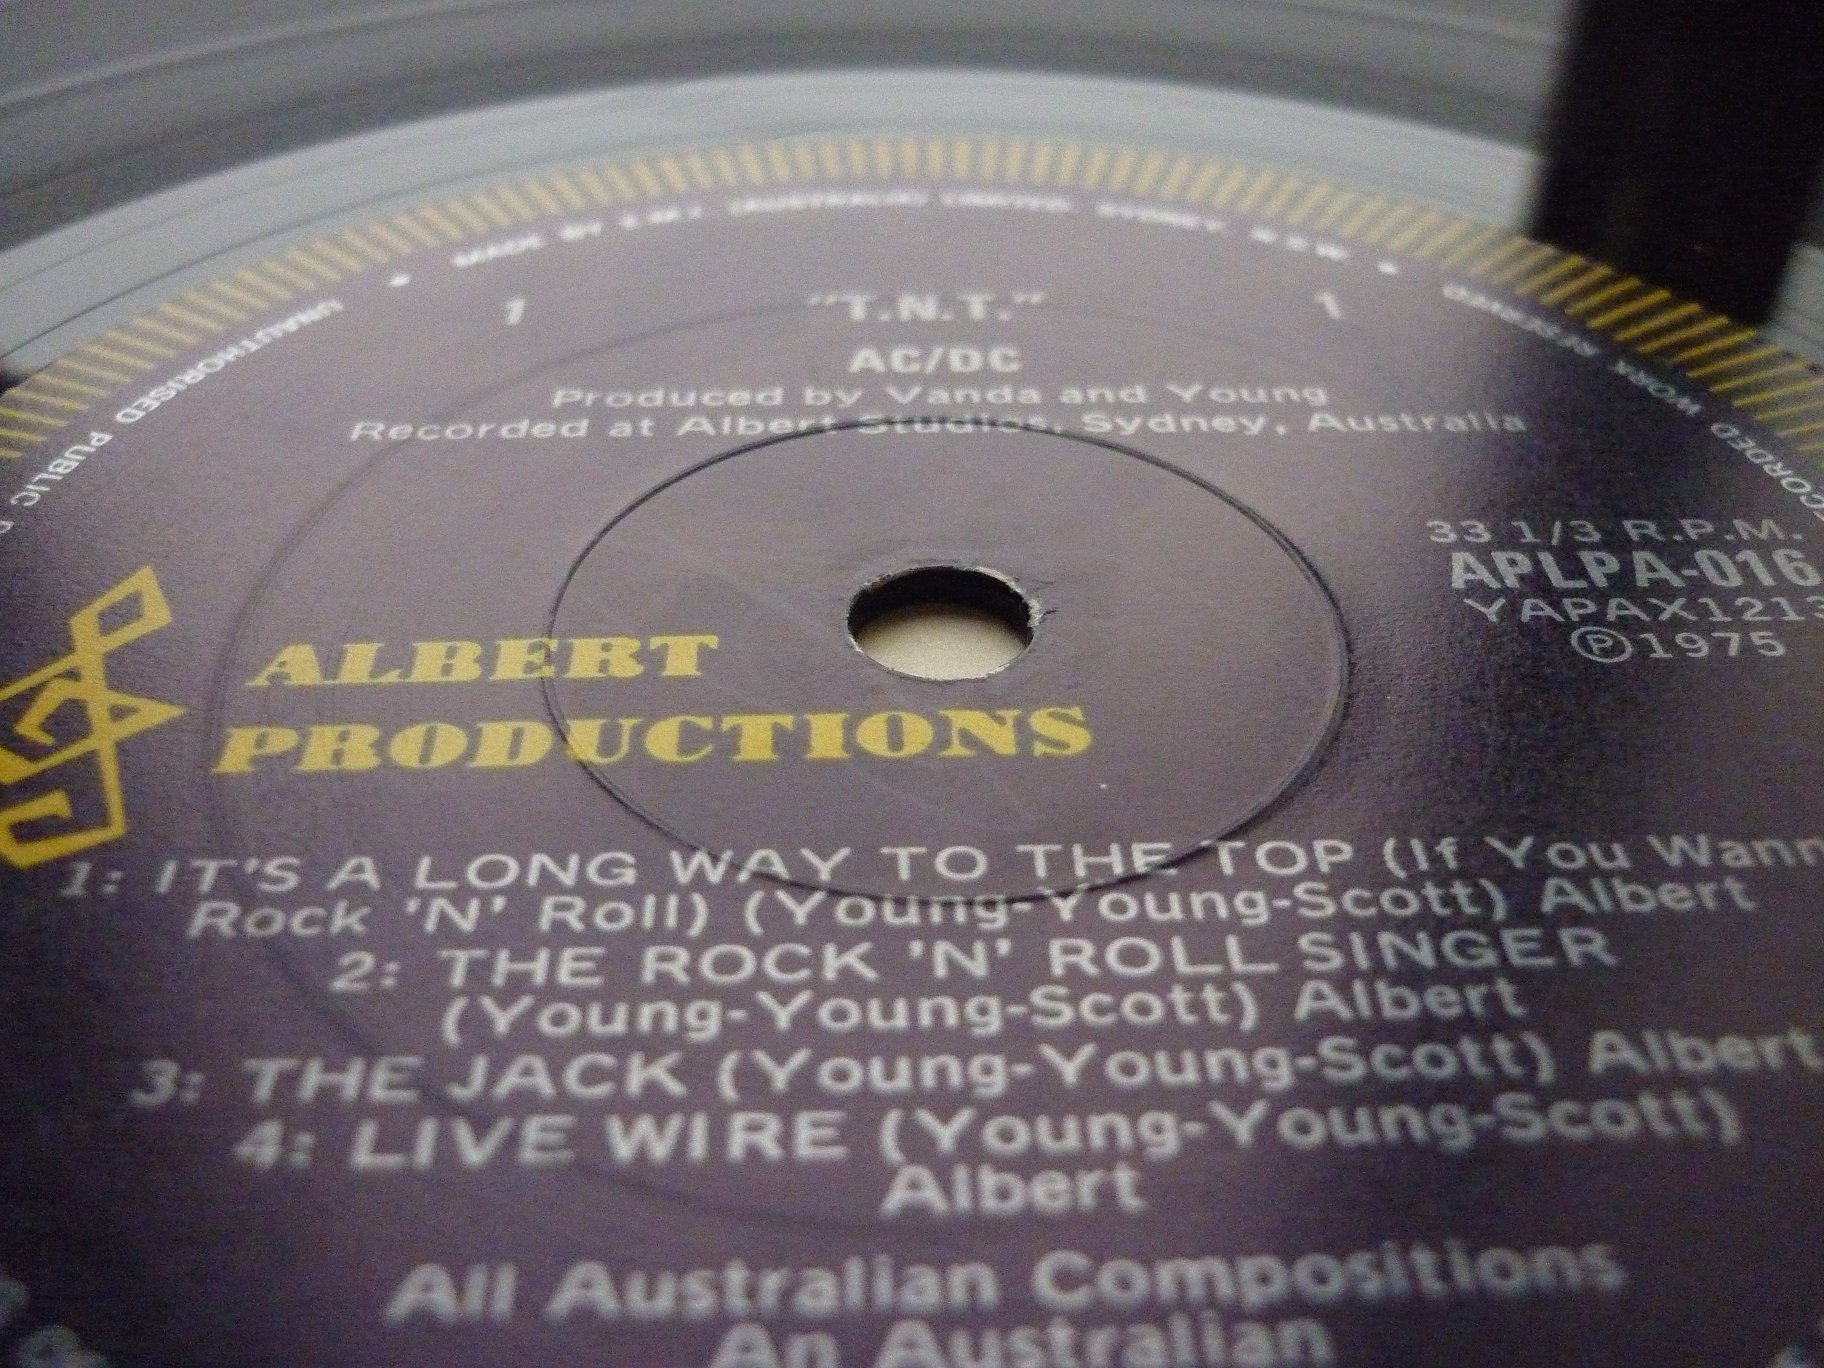 MADE BY E.M.I. (AUSTRALIA) LIMITED. SYDNEY. N.S.W.
UNAUTHORISED PUBLIC
RECORDED WORK RESERVED
1 "T.N.T." 1
AC/DC
Produced by Vanda and Young
Recorded at Albert Studios, Sydney, Australia
33 1/3 R.P.M.
APLPA-016
YAPAX1213
Ⓟ1975
ALBERT
PRODUCTIONS
1: IT'S A LONG WAY TO THE TOP (If You Wann
Rock 'N' Roll) (Young-Young-Scott) Albert
2: THE ROCK 'N' ROLL SINGER
(Young-Young-Scott) Albert
3: THE JACK (Young-Young-Scott) Albert
4: LIVE WIRE (Young-Young-Scott)
Albert
All Australian Compositions
An Australian